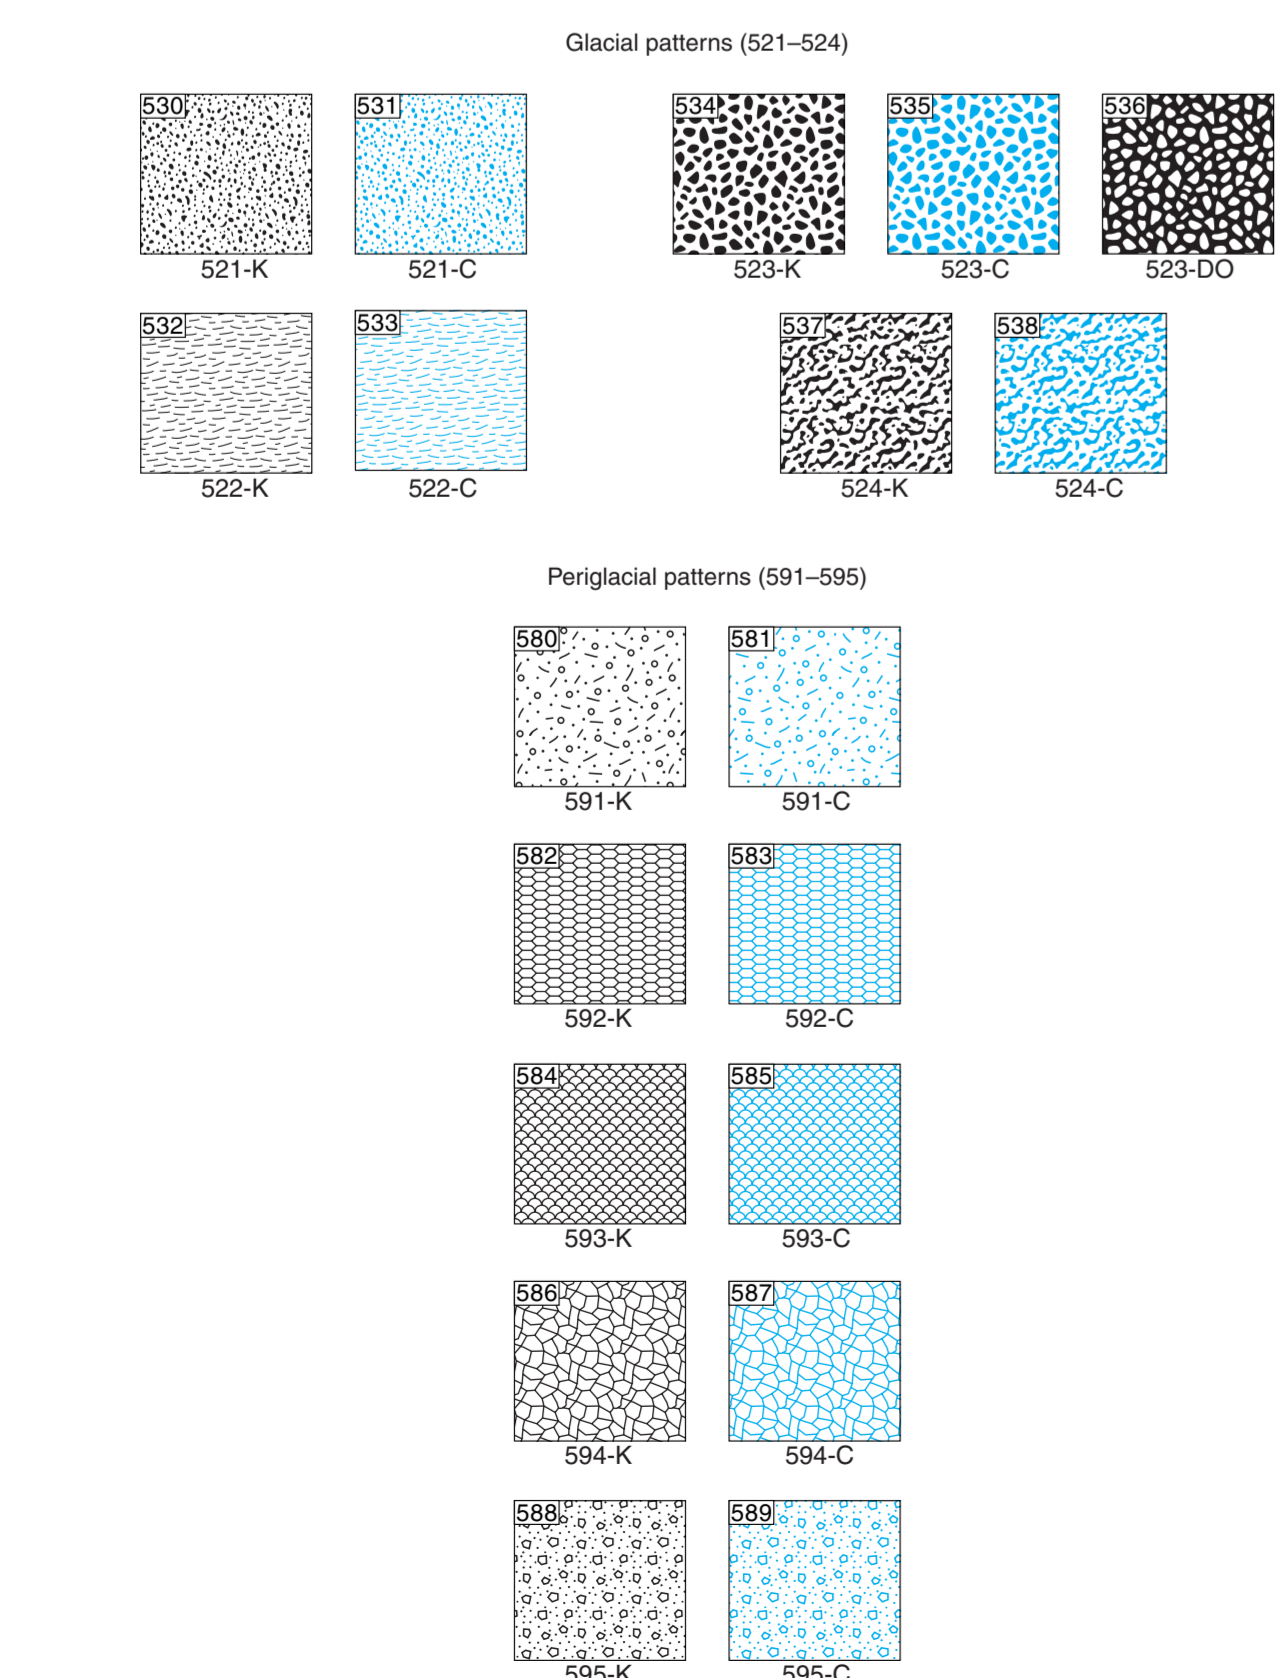 Glacial patterns (521–524)
530 531 534 535 536
521-K 521-C 523-K 523-C 523-DO
532 533 537 538
522-K 522-C 524-K 524-C
Periglacial patterns (591–595)
580 581
591-K 591-C
582 583
592-K 592-C
584 585
593-K 593-C
586 587
594-K 594-C
588 589
595-K 595-C